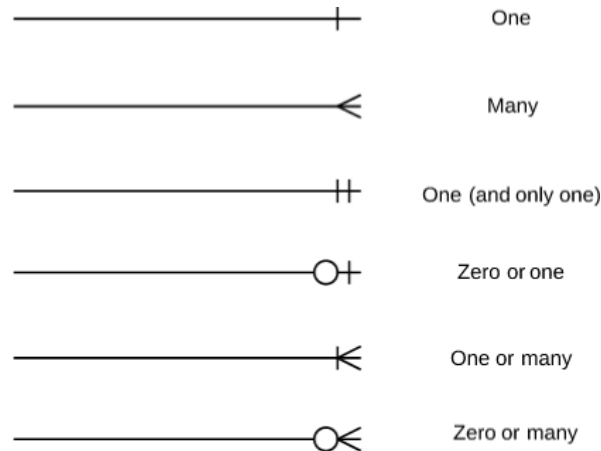 One
Many
One (and only one)
Zero or one
One or many
Zero or many